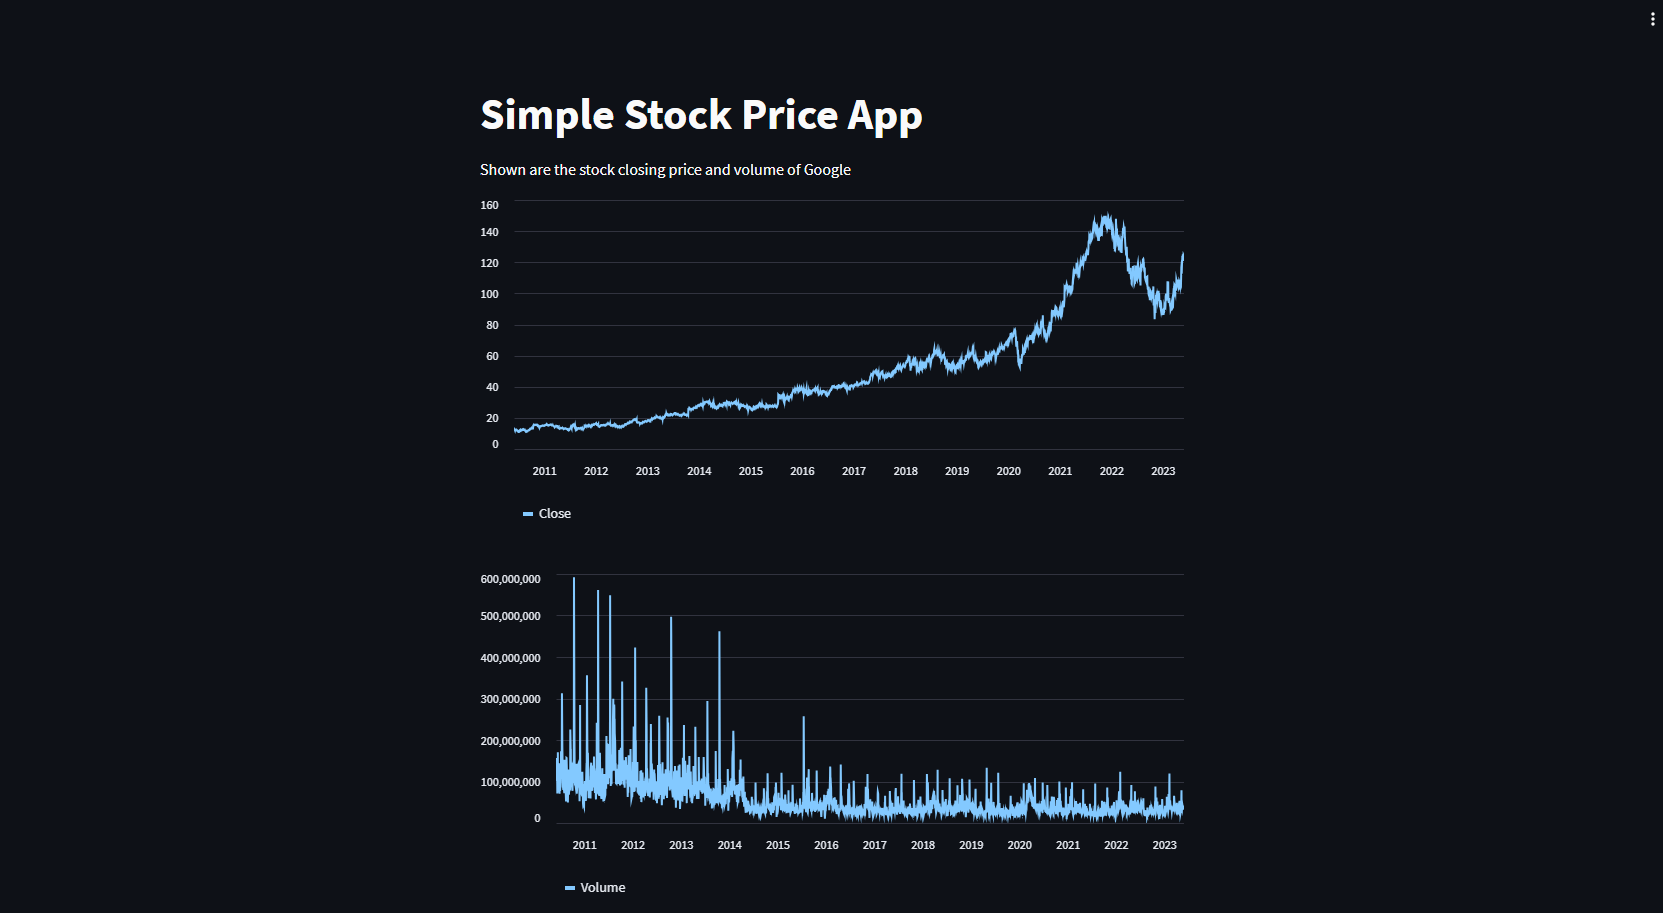 Simple Stock Price App
Shown are the stock closing price and volume of Google
160
140
120
100
80
60
40
20
0
2011 2012 2013 2014 2015 2016 2017 2018 2019 2020 2021 2022 2023
Close
600,000,000
500,000,000
400,000,000
300,000,000
200,000,000
100,000,000
0
2011 2012 2013 2014 2015 2016 2017 2018 2019 2020 2021 2022 2023
Volume